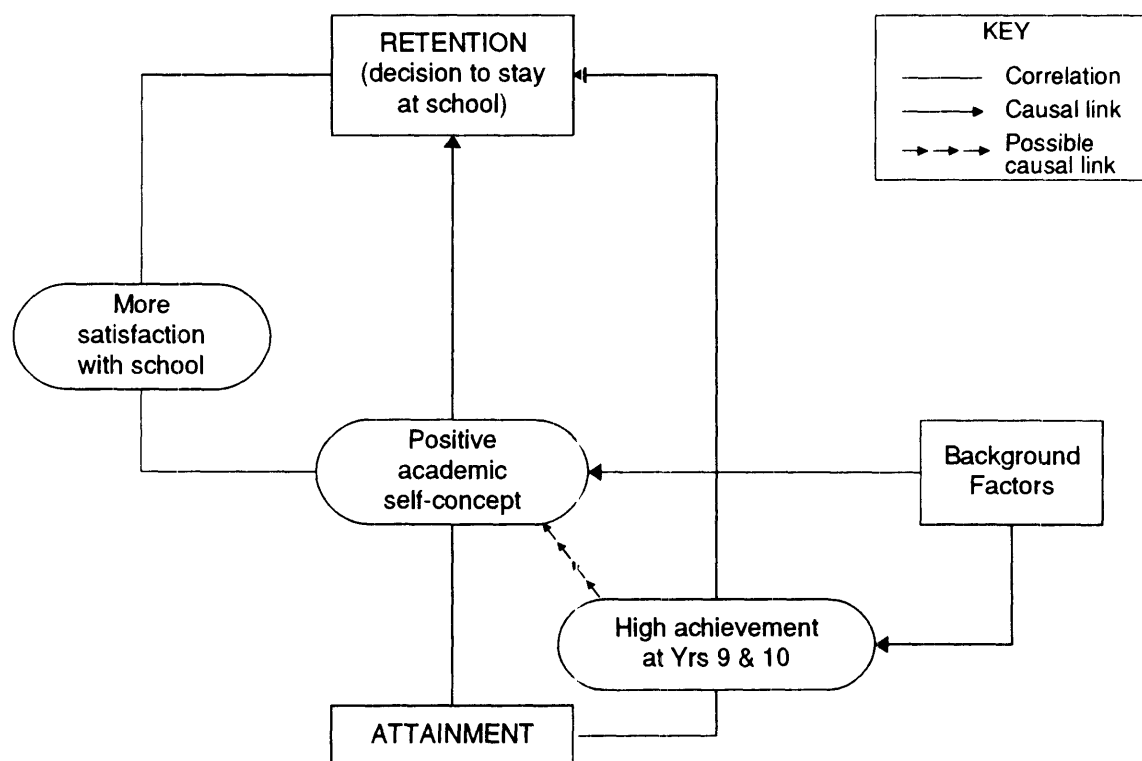 RETENTION
(decision to stay
at school)
KEY
Correlation
Causal link
Possible
causal link
More
satisfaction
with school
Positive
academic
self-concept
Background
Factors
High achievement
at Yrs 9 & 10
ATTAINMENT